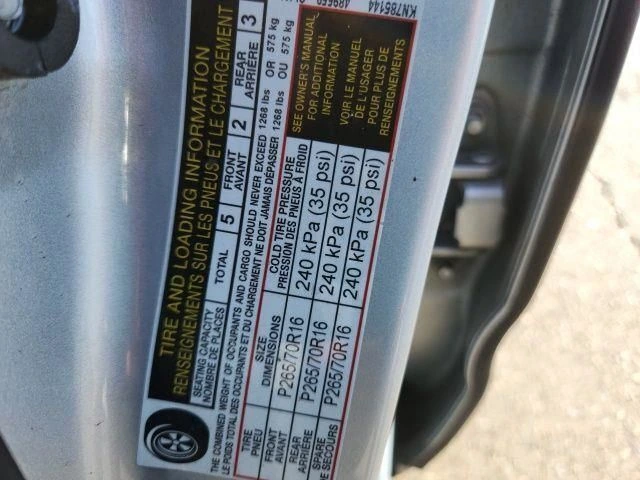 TIRE AND LOADING INFORMATION
RENSEIGNEMENTS SUR LES PNEUS ET LE CHARGEMENT
SEATING CAPACITY
NOMBRE DE PLACES
TOTAL 5
FRONT
AVANT
2
REAR
ARRIÈRE
3
THE COMBINED WEIGHT OF OCCUPANTS AND CARGO SHOULD NEVER EXCEED 1268 lbs OR 575 kg
LE POIDS TOTAL DES OCCUPANTS ET DU CHARGEMENT NE DOIT JAMAIS DÉPASSER 1268 lbs OU 575 kg
TIRE
PNEU
SIZE
DIMENSIONS
COLD TIRE PRESSURE
PRESSION DES PNEUS À FROID
FRONT
AVANT
P265/70R16
240 kPa (35 psi)
REAR
ARRIÈRE
P265/70R16
240 kPa (35 psi)
SPARE
DE SECOURS
P265/70R16
240 kPa (35 psi)
SEE OWNER'S MANUAL
FOR ADDITIONAL
INFORMATION
VOIR LE MANUEL
DE L'USAGER
POUR PLUS DE
RENSEIGNEMENTS
KN786144